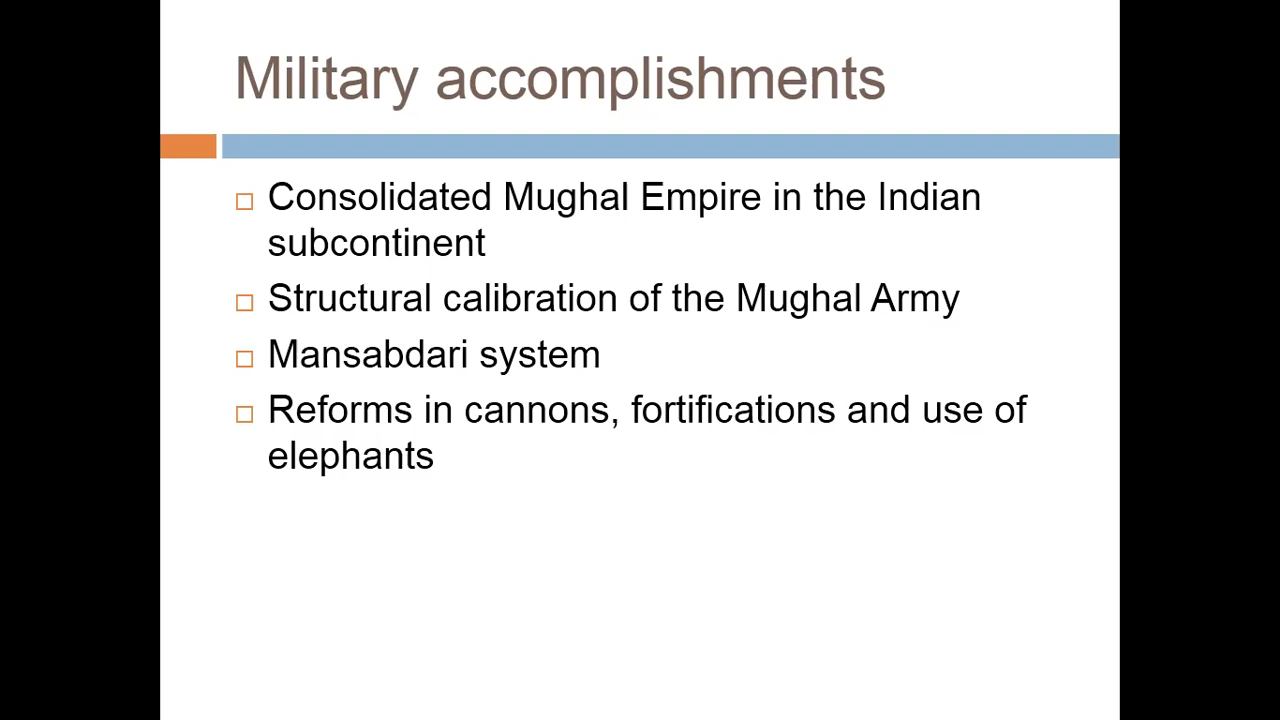 Military accomplishments
Consolidated Mughal Empire in the Indian
subcontinent
Structural calibration of the Mughal Army
Mansabdari system
Reforms in cannons, fortifications and use of
elephants